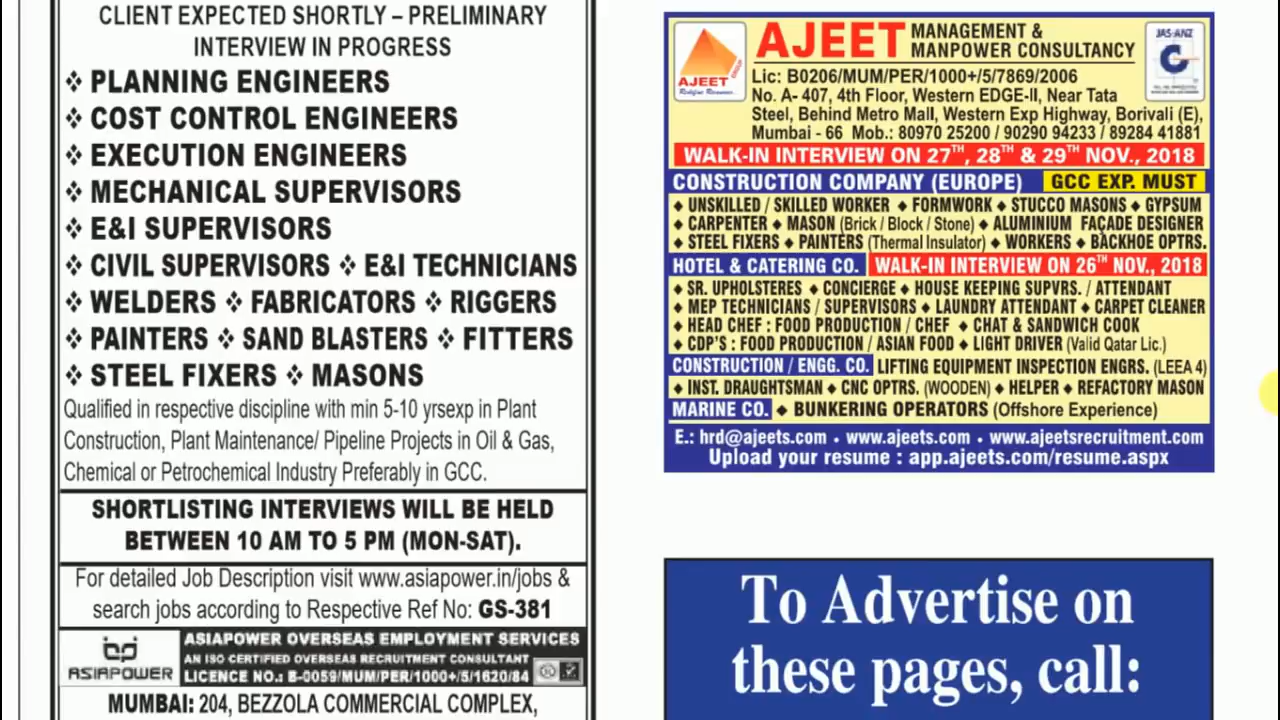 CLIENT EXPECTED SHORTLY – PRELIMINARY
INTERVIEW IN PROGRESS
❖ PLANNING ENGINEERS
❖ COST CONTROL ENGINEERS
❖ EXECUTION ENGINEERS
❖ MECHANICAL SUPERVISORS
❖ E&I SUPERVISORS
❖ CIVIL SUPERVISORS ❖ E&I TECHNICIANS
❖ WELDERS ❖ FABRICATORS ❖ RIGGERS
❖ PAINTERS ❖ SAND BLASTERS ❖ FITTERS
❖ STEEL FIXERS ❖ MASONS
Qualified in respective discipline with min 5-10 yrsexp in Plant
Construction, Plant Maintenance/ Pipeline Projects in Oil & Gas,
Chemical or Petrochemical Industry Preferably in GCC.
SHORTLISTING INTERVIEWS WILL BE HELD
BETWEEN 10 AM TO 5 PM (MON-SAT).
For detailed Job Description visit www.asiapower.in/jobs &
search jobs according to Respective Ref No: GS-381
ASIAPOWER
ASIAPOWER OVERSEAS EMPLOYMENT SERVICES
AN ISO CERTIFIED OVERSEAS RECRUITMENT CONSULTANT
LICENCE NO.: B-0059/MUM/PER/1000+/5/1620/84
MUMBAI: 204, BEZZOLA COMMERCIAL COMPLEX,
AJEET GROUP
Redefine Resources...
AJEET MANAGEMENT &
MANPOWER CONSULTANCY
JAS-ANZ
Lic: B0206/MUM/PER/1000+/5/7869/2006
No. A- 407, 4th Floor, Western EDGE-II, Near Tata
Steel, Behind Metro Mall, Western Exp Highway, Borivali (E),
Mumbai - 66 Mob.: 80970 25200 / 90290 94233 / 89284 41881
WALK-IN INTERVIEW ON 27TH, 28TH & 29TH NOV., 2018
CONSTRUCTION COMPANY (EUROPE) GCC EXP. MUST
◆ UNSKILLED / SKILLED WORKER ◆ FORMWORK ◆ STUCCO MASONS ◆ GYPSUM
◆ CARPENTER ◆ MASON (Brick / Block / Stone) ◆ ALUMINIUM FAÇADE DESIGNER
◆ STEEL FIXERS ◆ PAINTERS (Thermal Insulator) ◆ WORKERS ◆ BACKHOE OPTRS.
HOTEL & CATERING CO. WALK-IN INTERVIEW ON 26TH NOV., 2018
◆ SR. UPHOLSTERES ◆ CONCIERGE ◆ HOUSE KEEPING SUPVRS. / ATTENDANT
◆ MEP TECHNICIANS / SUPERVISORS ◆ LAUNDRY ATTENDANT ◆ CARPET CLEANER
◆ HEAD CHEF : FOOD PRODUCTION / CHEF ◆ CHAT & SANDWICH COOK
◆ CDP'S : FOOD PRODUCTION / ASIAN FOOD ◆ LIGHT DRIVER (Valid Qatar Lic.)
CONSTRUCTION / ENGG. CO. LIFTING EQUIPMENT INSPECTION ENGRS. (LEEA 4)
◆ INST. DRAUGHTSMAN ◆ CNC OPTRS. (WOODEN) ◆ HELPER ◆ REFACTORY MASON
MARINE CO. ◆ BUNKERING OPERATORS (Offshore Experience)
E.: hrd@ajeets.com • www.ajeets.com • www.ajeetsrecruitment.com
Upload your resume : app.ajeets.com/resume.aspx
To Advertise on
these pages, call: